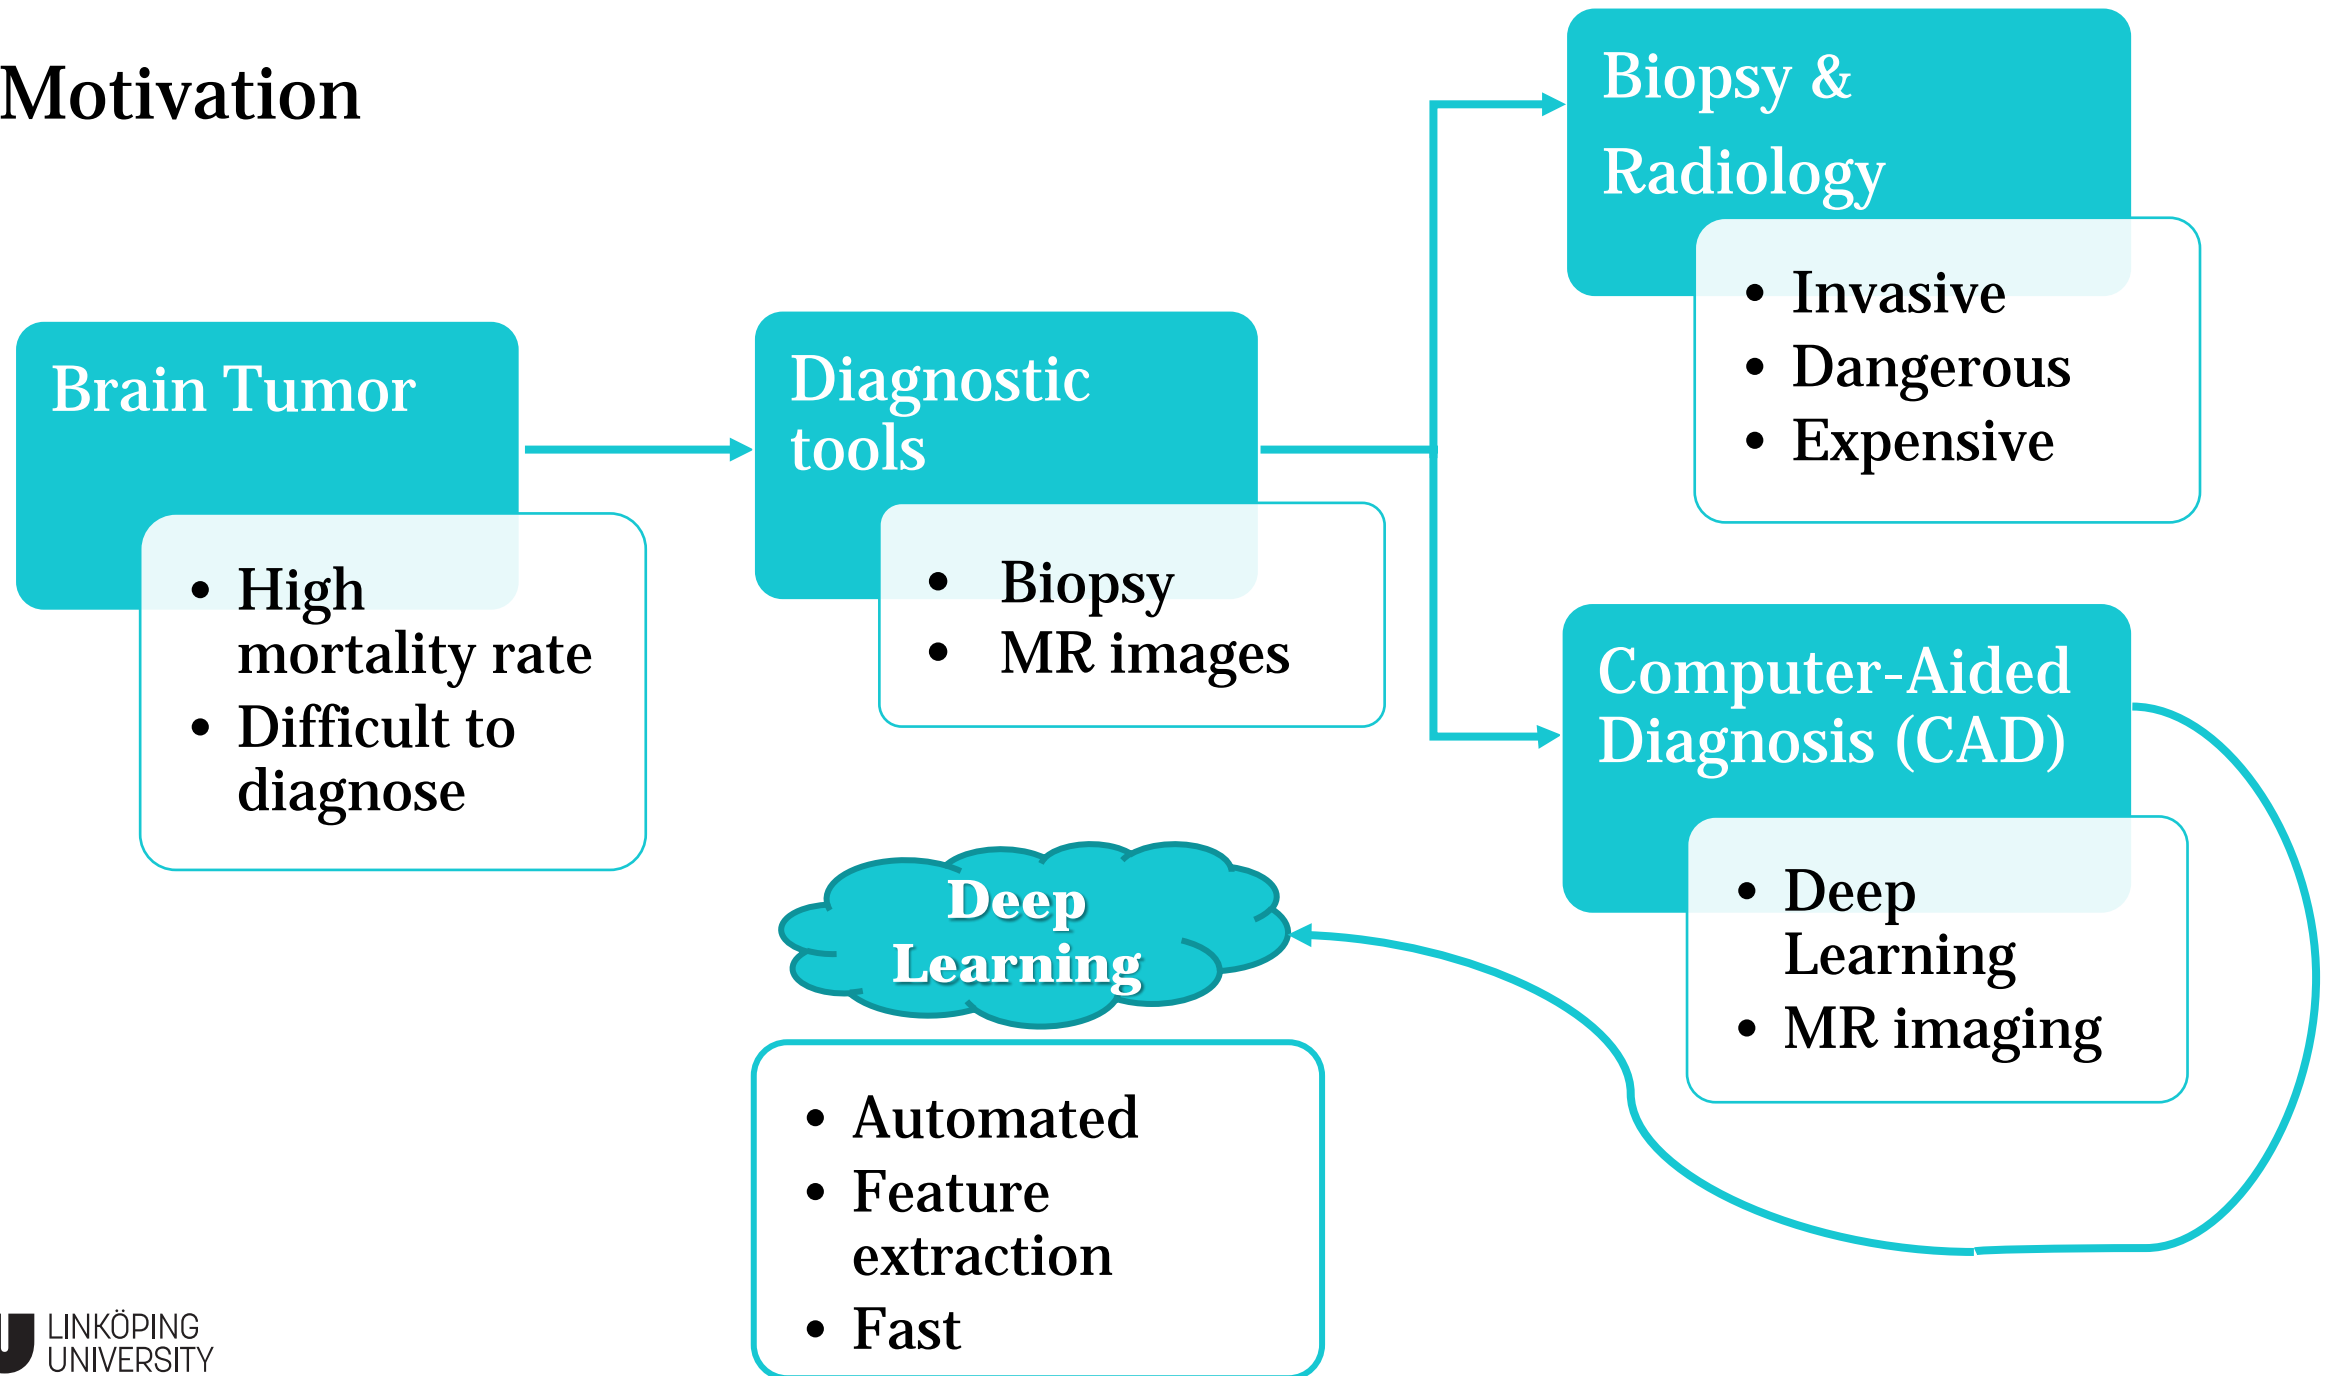 Motivation
Brain Tumor
• High
mortality rate
• Difficult to
diagnose
Diagnostic
tools
• Biopsy
• MR images
Biopsy &
Radiology
• Invasive
• Dangerous
• Expensive
Computer-Aided
Diagnosis (CAD)
• Deep
Learning
• MR imaging
Deep
Learning
• Automated
• Feature
extraction
• Fast
LINKÖPING
UNIVERSITY